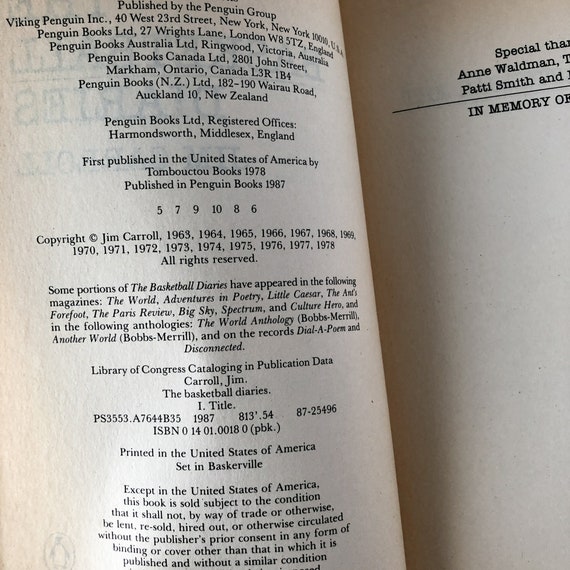 Published by the Penguin Group
Viking Penguin Inc., 40 West 23rd Street, New York, New York 10010, U.S.A.
Penguin Books Ltd, 27 Wrights Lane, London W8 5TZ, England
Penguin Books Australia Ltd, Ringwood, Victoria, Australia
Penguin Books Canada Ltd, 2801 John Street,
Markham, Ontario, Canada L3R 1B4
Penguin Books (N.Z.) Ltd, 182–190 Wairau Road,
Auckland 10, New Zealand
Penguin Books Ltd, Registered Offices:
Harmondsworth, Middlesex, England
First published in the United States of America by
Tombouctou Books 1978
Published in Penguin Books 1987
5 7 9 10 8 6
Copyright © Jim Carroll, 1963, 1964, 1965, 1966, 1967, 1968, 1969,
1970, 1971, 1972, 1973, 1974, 1975, 1976, 1977, 1978
All rights reserved.
Some portions of The Basketball Diaries have appeared in the following
magazines: The World, Adventures in Poetry, Little Caesar, The Ant's
Forefoot, The Paris Review, Big Sky, Spectrum, and Culture Hero, and
in the following anthologies: The World Anthology (Bobbs-Merrill),
Another World (Bobbs-Merrill), and on the records Dial-A-Poem and
Disconnected.
Library of Congress Cataloging in Publication Data
Carroll, Jim.
The basketball diaries.
I. Title.
PS3553.A7644B35 1987 813'.54 87-25496
ISBN 0 14 01.0018 0 (pbk.)
Printed in the United States of America
Set in Baskerville
Except in the United States of America,
this book is sold subject to the condition
that it shall not, by way of trade or otherwise,
be lent, re-sold, hired out, or otherwise circulated
without the publisher's prior consent in any form of
binding or cover other than that in which it is
published and without a similar condition
Special than
Anne Waldman, T
Patti Smith and
IN MEMORY OF